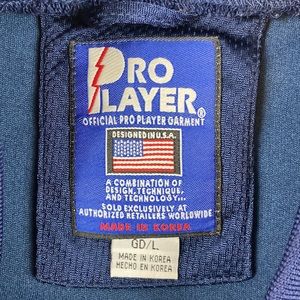 PRO
PLAYER®
OFFICIAL PRO PLAYER GARMENT
DESIGNED IN U.S.A.
A COMBINATION OF
DESIGN, TECHNIQUE,
AND TECHNOLOGY...
SOLD EXCLUSIVELY AT
AUTHORIZED RETAILERS WORLDWIDE
MADE IN KOREA
GD/L
MADE IN KOREA
HECHO EN KOREA